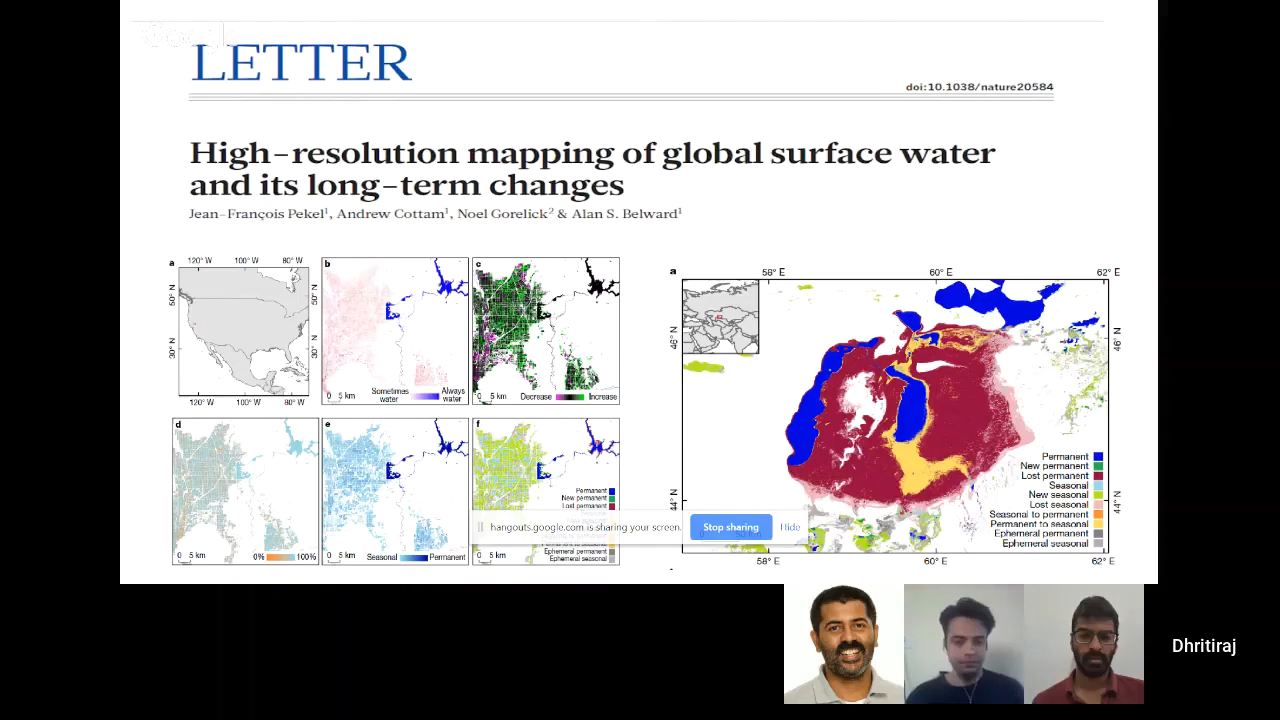 Google
LETTER
doi:10.1038/nature20584
High-resolution mapping of global surface water
and its long-term changes
Jean-François Pekel¹, Andrew Cottam¹, Noel Gorelick² & Alan S. Belward¹
a
120° W 100° W 80° W
50° N
30° N
50° N
30° N
120° W 100° W 80° W
b
0 5 km
Sometimes water
Always water
c
0 5 km
Decrease Increase
d
0 5 km
0% 100%
e
0 5 km
Seasonal Permanent
f
Permanent
New permanent
Lost permanent
Ephemeral permanent
Ephemeral seasonal
0 5 km
a
58° E 60° E 62° E
46° N
44° N
46° N
44° N
Permanent
New permanent
Lost permanent
Seasonal
New seasonal
Lost seasonal
Seasonal to permanent
Permanent to seasonal
Ephemeral permanent
Ephemeral seasonal
58° E 60° E 62° E
hangouts.google.com is sharing your screen.
Stop sharing
Hide
Dhritiraj